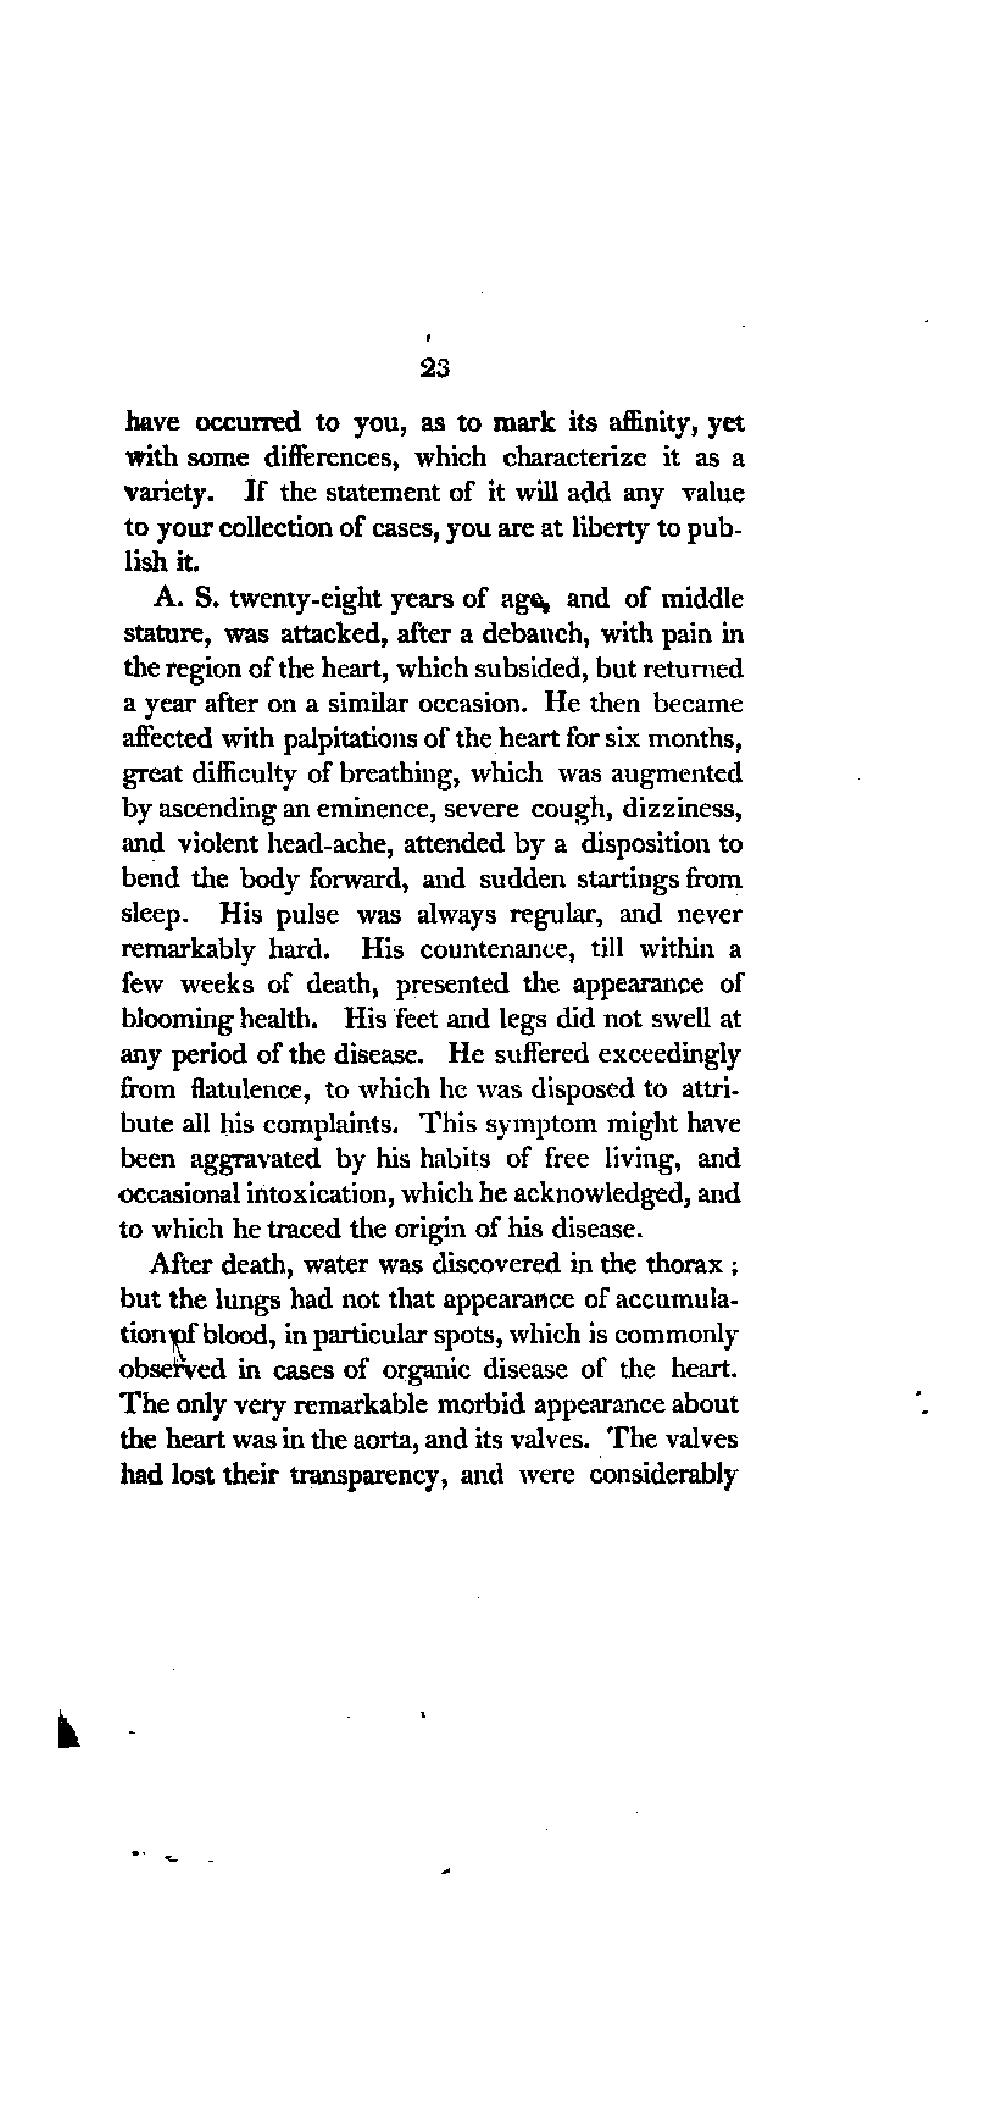 23
have occurred to you, as to mark its affinity, yet
with some differences, which characterize it as a
variety. If the statement of it will add any value
to your collection of cases, you are at liberty to pub-
lish it.
A. S. twenty-eight years of age, and of middle
stature, was attacked, after a debauch, with pain in
the region of the heart, which subsided, but returned
a year after on a similar occasion. He then became
affected with palpitations of the heart for six months,
great difficulty of breathing, which was augmented
by ascending an eminence, severe cough, dizziness,
and violent head-ache, attended by a disposition to
bend the body forward, and sudden startings from
sleep. His pulse was always regular, and never
remarkably hard. His countenance, till within a
few weeks of death, presented the appearance of
blooming health. His feet and legs did not swell at
any period of the disease. He suffered exceedingly
from flatulence, to which he was disposed to attri-
bute all his complaints. This symptom might have
been aggravated by his habits of free living, and
occasional intoxication, which he acknowledged, and
to which he traced the origin of his disease.
After death, water was discovered in the thorax ;
but the lungs had not that appearance of accumula-
tion of blood, in particular spots, which is commonly
observed in cases of organic disease of the heart.
The only very remarkable morbid appearance about
the heart was in the aorta, and its valves. The valves
had lost their transparency, and were considerably